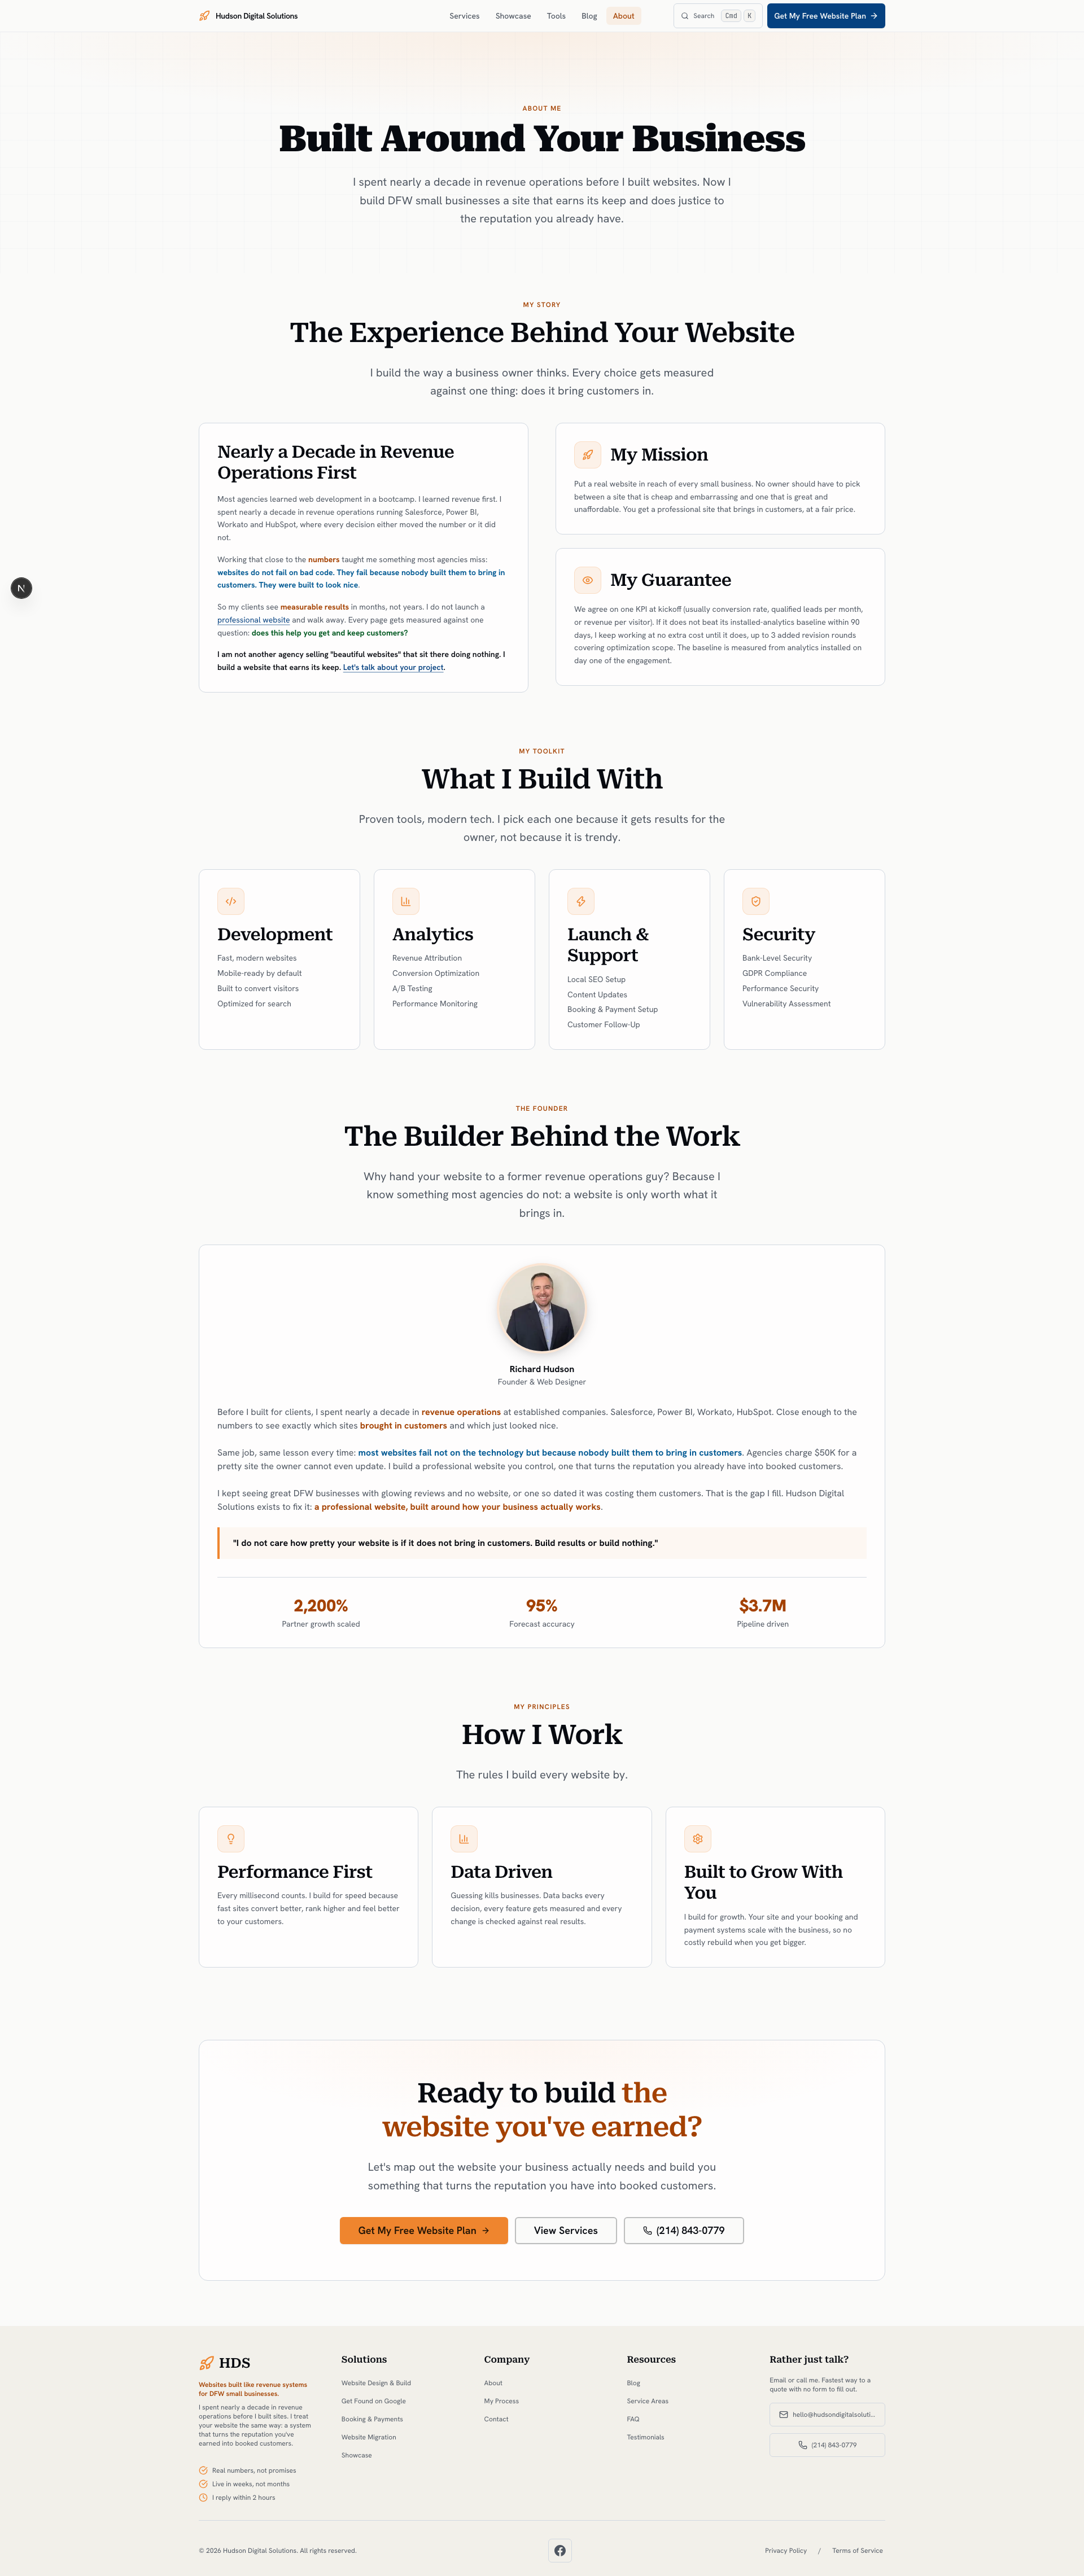 Hudson Digital Solutions
Services
Showcase
Tools
Blog
About
Search
Cmd
K
Get My Free Website Plan
ABOUT ME
Built Around Your Business
I spent nearly a decade in revenue operations before I built websites. Now I
build DFW small businesses a site that earns its keep and does justice to
the reputation you already have.
MY STORY
The Experience Behind Your Website
I build the way a business owner thinks. Every choice gets measured
against one thing: does it bring customers in.
Nearly a Decade in Revenue
Operations First
Most agencies learned web development in a bootcamp. I learned revenue first. I
spent nearly a decade in revenue operations running Salesforce, Power BI,
Workato and HubSpot, where every decision either moved the number or it did
not.
Working that close to the numbers taught me something most agencies miss:
websites do not fail on bad code. They fail because nobody built them to bring in
customers. They were built to look nice.
So my clients see measurable results in months, not years. I do not launch a
professional website and walk away. Every page gets measured against one
question: does this help you get and keep customers?
I am not another agency selling "beautiful websites" that sit there doing nothing. I
build a website that earns its keep. Let's talk about your project.
My Mission
Put a real website in reach of every small business. No owner should have to pick
between a site that is cheap and embarrassing and one that is great and
unaffordable. You get a professional site that brings in customers, at a fair price.
My Guarantee
We agree on one KPI at kickoff (usually conversion rate, qualified leads per month,
or revenue per visitor). If it does not beat its installed-analytics baseline within 90
days, I keep working at no extra cost until it does, up to 3 added revision rounds
covering optimization scope. The baseline is measured from analytics installed on
day one of the engagement.
N
MY TOOLKIT
What I Build With
Proven tools, modern tech. I pick each one because it gets results for the
owner, not because it is trendy.
Development
Fast, modern websites
Mobile-ready by default
Built to convert visitors
Optimized for search
Analytics
Revenue Attribution
Conversion Optimization
A/B Testing
Performance Monitoring
Launch &
Support
Local SEO Setup
Content Updates
Booking & Payment Setup
Customer Follow-Up
Security
Bank-Level Security
GDPR Compliance
Performance Security
Vulnerability Assessment
THE FOUNDER
The Builder Behind the Work
Why hand your website to a former revenue operations guy? Because I
know something most agencies do not: a website is only worth what it
brings in.
Richard Hudson
Founder & Web Designer
Before I built for clients, I spent nearly a decade in revenue operations at established companies. Salesforce, Power BI, Workato, HubSpot. Close enough to the
numbers to see exactly which sites brought in customers and which just looked nice.
Same job, same lesson every time: most websites fail not on the technology but because nobody built them to bring in customers. Agencies charge $50K for a
pretty site the owner cannot even update. I build a professional website you control, one that turns the reputation you already have into booked customers.
I kept seeing great DFW businesses with glowing reviews and no website, or one so dated it was costing them customers. That is the gap I fill. Hudson Digital
Solutions exists to fix it: a professional website, built around how your business actually works.
"I do not care how pretty your website is if it does not bring in customers. Build results or build nothing."
2,200%
Partner growth scaled
95%
Forecast accuracy
$3.7M
Pipeline driven
MY PRINCIPLES
How I Work
The rules I build every website by.
Performance First
Every millisecond counts. I build for speed because
fast sites convert better, rank higher and feel better
to your customers.
Data Driven
Guessing kills businesses. Data backs every
decision, every feature gets measured and every
change is checked against real results.
Built to Grow With
You
I build for growth. Your site and your booking and
payment systems scale with the business, so no
costly rebuild when you get bigger.
Ready to build the
website you've earned?
Let's map out the website your business actually needs and build you
something that turns the reputation you have into booked customers.
Get My Free Website Plan
View Services
(214) 843-0779
HDS
Websites built like revenue systems
for DFW small businesses.
I spent nearly a decade in revenue
operations before I built sites. I treat
your website the same way: a system
that turns the reputation you've
earned into booked customers.
Real numbers, not promises
Live in weeks, not months
I reply within 2 hours
Solutions
Website Design & Build
Get Found on Google
Booking & Payments
Website Migration
Showcase
Company
About
My Process
Contact
Resources
Blog
Service Areas
FAQ
Testimonials
Rather just talk?
Email or call me. Fastest way to a
quote with no form to fill out.
hello@hudsondigitalsoluti...
(214) 843-0779
© 2026 Hudson Digital Solutions. All rights reserved.
Privacy Policy
/
Terms of Service